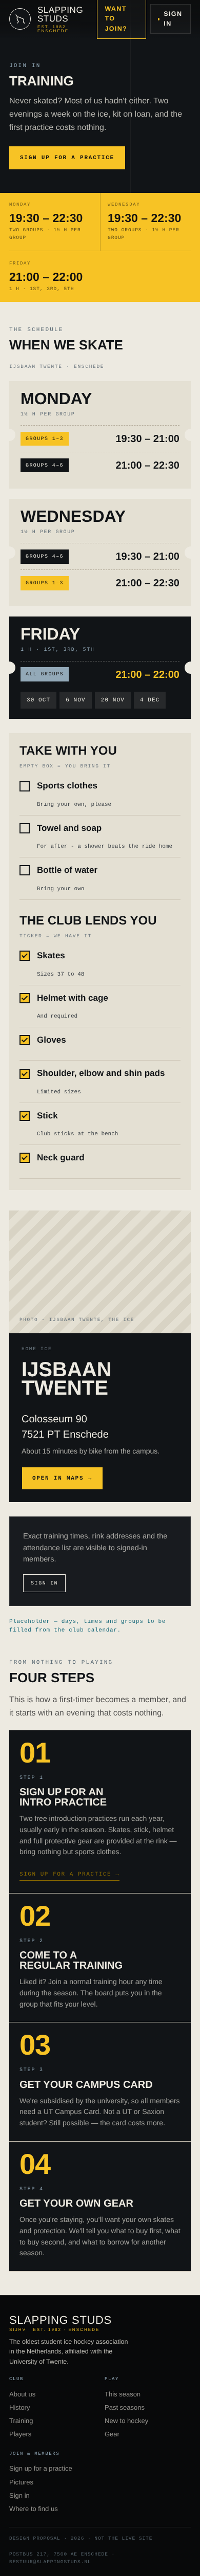 SLAPPING
STUDS
EST. 1982 ·
ENSCHEDE
WANT
TO
JOIN?
SIGN
IN
JOIN IN
TRAINING
Never skated? Most of us hadn't either. Two
evenings a week on the ice, kit on loan, and the
first practice costs nothing.
SIGN UP FOR A PRACTICE
MONDAY
19:30 – 22:30
TWO GROUPS · 1½ H PER
GROUP
WEDNESDAY
19:30 – 22:30
TWO GROUPS · 1½ H PER
GROUP
FRIDAY
21:00 – 22:00
1 H · 1ST, 3RD, 5TH
THE SCHEDULE
WHEN WE SKATE
IJSBAAN TWENTE · ENSCHEDE
MONDAY
1½ H PER GROUP
GROUPS 1–3
19:30 – 21:00
GROUPS 4–6
21:00 – 22:30
WEDNESDAY
1½ H PER GROUP
GROUPS 4–6
19:30 – 21:00
GROUPS 1–3
21:00 – 22:30
FRIDAY
1 H · 1ST, 3RD, 5TH
ALL GROUPS
21:00 – 22:00
30 OCT
6 NOV
20 NOV
4 DEC
TAKE WITH YOU
EMPTY BOX = YOU BRING IT
Sports clothes
Bring your own, please
Towel and soap
For after – a shower beats the ride home
Bottle of water
Bring your own
THE CLUB LENDS YOU
TICKED = WE HAVE IT
Skates
Sizes 37 to 48
Helmet with cage
And required
Gloves
Shoulder, elbow and shin pads
Limited sizes
Stick
Club sticks at the bench
Neck guard
PHOTO · IJSBAAN TWENTE, THE ICE
HOME ICE
IJSBAAN
TWENTE
Colosseum 90
7521 PT Enschede
About 15 minutes by bike from the campus.
OPEN IN MAPS →
Exact training times, rink addresses and the
attendance list are visible to signed-in
members.
SIGN IN
Placeholder — days, times and groups to be
filled from the club calendar.
FROM NOTHING TO PLAYING
FOUR STEPS
This is how a first-timer becomes a member, and
it starts with an evening that costs nothing.
01
STEP 1
SIGN UP FOR AN
INTRO PRACTICE
Two free introduction practices run each year,
usually early in the season. Skates, stick, helmet
and full protective gear are provided at the rink —
bring nothing but sports clothes.
SIGN UP FOR A PRACTICE →
02
STEP 2
COME TO A
REGULAR TRAINING
Liked it? Join a normal training hour any time
during the season. The board puts you in the
group that fits your level.
03
STEP 3
GET YOUR CAMPUS CARD
We're subsidised by the university, so all members
need a UT Campus Card. Not UT or Saxion
student? Still possible — the card costs more.
04
STEP 4
GET YOUR OWN GEAR
Once you're staying, you'll want your own skates
and protection. We'll tell you what to buy first, what
to buy second, and what to borrow for another
season.
SLAPPING STUDS
SIJHV · EST. 1982 · ENSCHEDE
The oldest student ice hockey association
in the Netherlands, affiliated with the
University of Twente.
CLUB
About us
History
Training
Players
PLAY
This season
Past seasons
New to hockey
Gear
JOIN & MEMBERS
Sign up for a practice
Pictures
Sign in
Where to find us
DESIGN PROPOSAL · 2026 · NOT THE LIVE SITE
POSTBUS 217, 7500 AE ENSCHEDE ·
BESTUUR@SLAPPINGSTUDS.NL